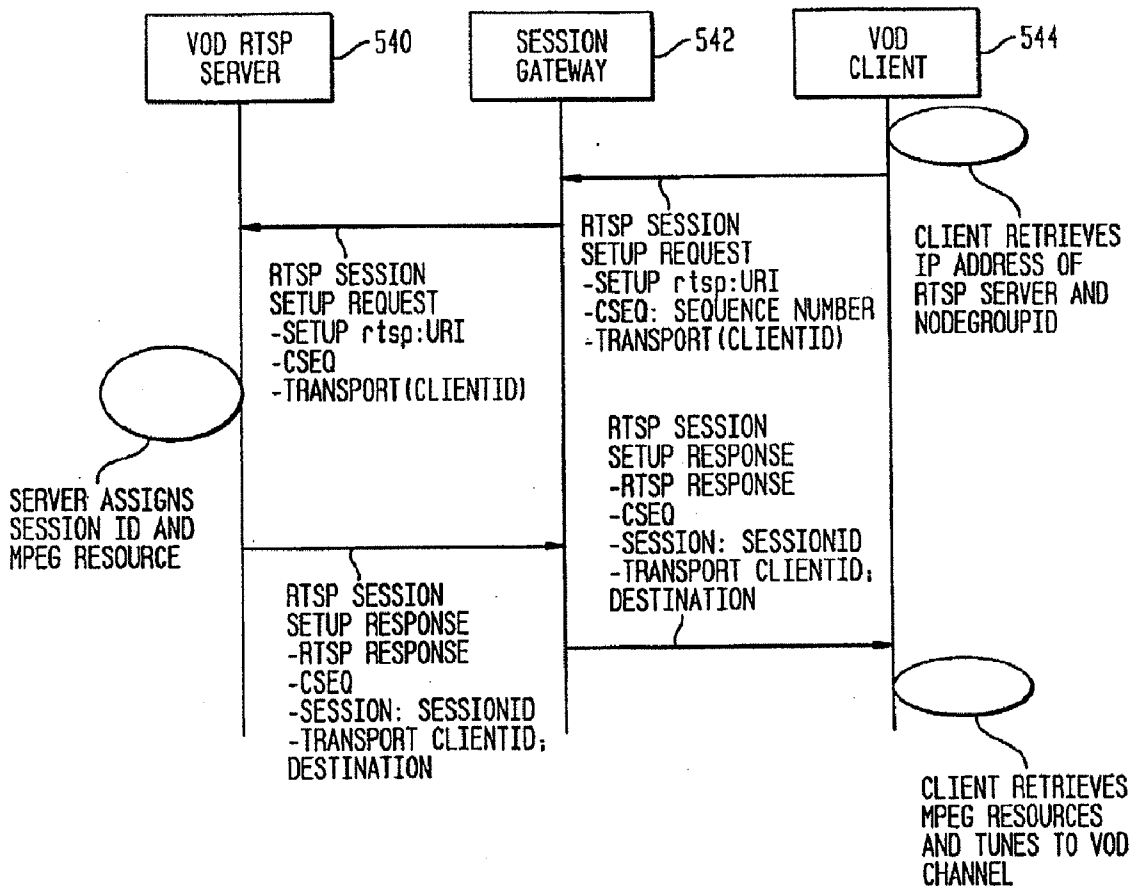 VOD RTSP
SERVER
540
SESSION
GATEWAY
542
VOD
CLIENT
544
CLIENT RETRIEVES
IP ADDRESS OF
RTSP SERVER AND
NODEGROUPID
RTSP SESSION
SETUP REQUEST
-SETUP rtsp:URI
-CSEQ: SEQUENCE NUMBER
-TRANSPORT(CLIENTID)
RTSP SESSION
SETUP REQUEST
-SETUP rtsp:URI
-CSEQ
-TRANSPORT(CLIENTID)
SERVER ASSIGNS
SESSION ID AND
MPEG RESOURCE
RTSP SESSION
SETUP RESPONSE
-RTSP RESPONSE
-CSEQ
-SESSION: SESSIONID
-TRANSPORT CLIENTID;
DESTINATION
RTSP SESSION
SETUP RESPONSE
-RTSP RESPONSE
-CSEQ
-SESSION: SESSIONID
-TRANSPORT CLIENTID;
DESTINATION
CLIENT RETRIEVES
MPEG RESOURCES
AND TUNES TO VOD
CHANNEL